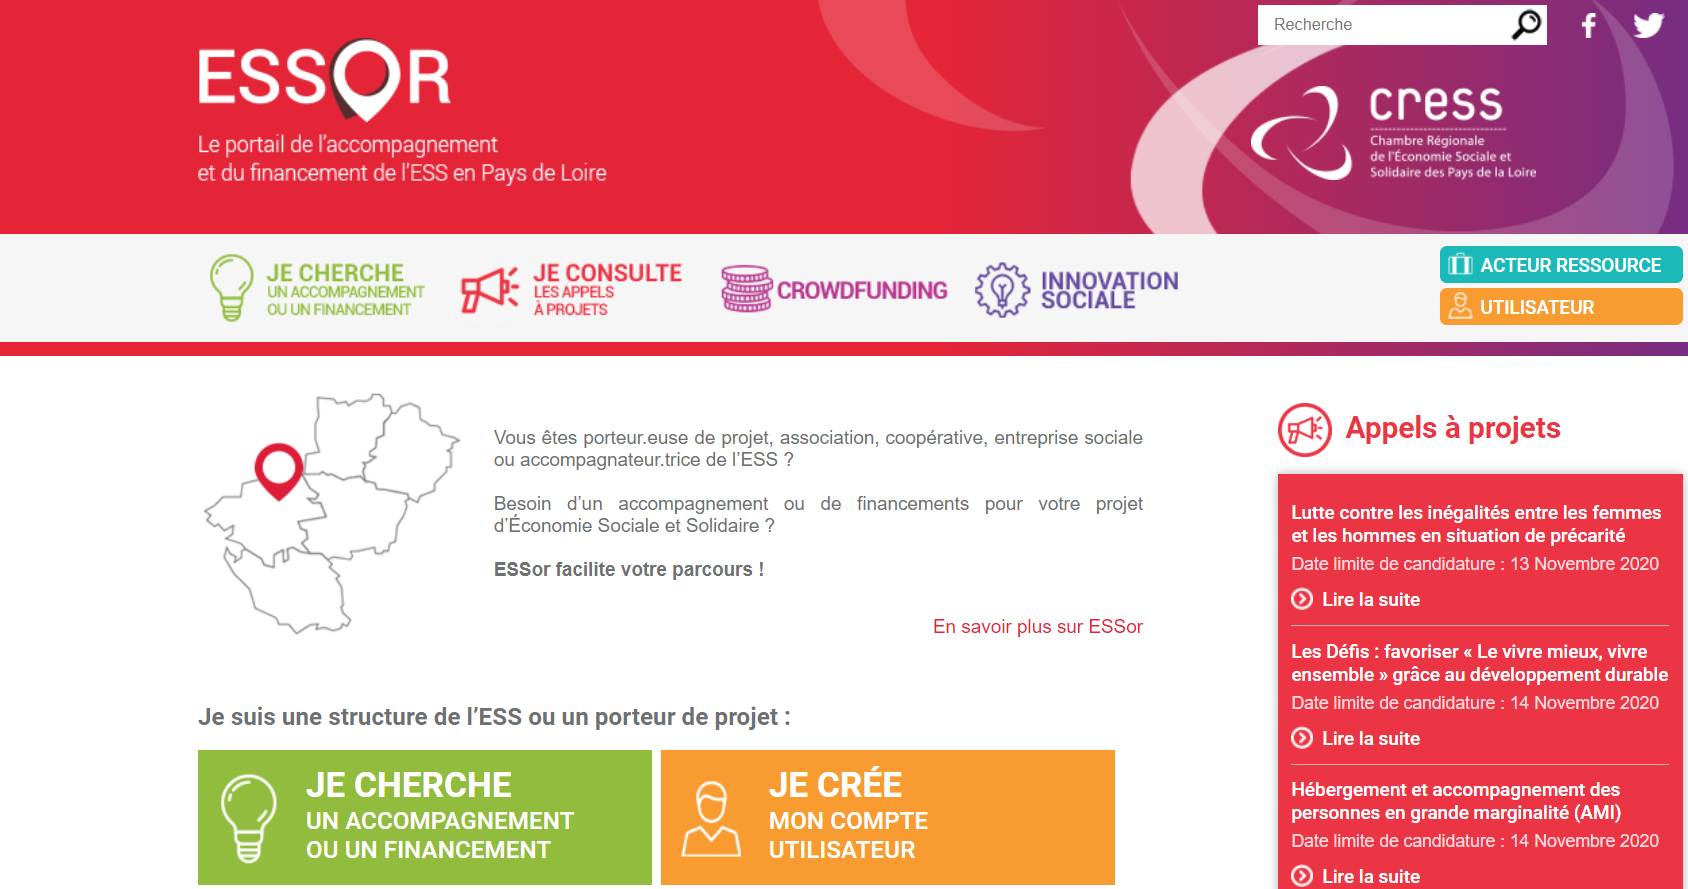 Recherche
ESSOR
Le portail de l'accompagnement
et du financement de l'ESS en Pays de Loire
cress
Chambre Régionale
de l'Économie Sociale et
Solidaire des Pays de la Loire
JE CHERCHE
UN ACCOMPAGNEMENT
OU UN FINANCEMENT
JE CONSULTE
LES APPELS
À PROJETS
CROWDFUNDING
INNOVATION
SOCIALE
ACTEUR RESSOURCE
UTILISATEUR
Vous êtes porteur.euse de projet, association, coopérative, entreprise sociale
ou accompagnateur.trice de l'ESS ?
Besoin d'un accompagnement ou de financements pour votre projet
d'Économie Sociale et Solidaire ?
ESSor facilite votre parcours !
En savoir plus sur ESSor
Je suis une structure de l'ESS ou un porteur de projet :
JE CHERCHE
UN ACCOMPAGNEMENT
OU UN FINANCEMENT
JE CRÉE
MON COMPTE
UTILISATEUR
Appels à projets
Lutte contre les inégalités entre les femmes
et les hommes en situation de précarité
Date limite de candidature : 13 Novembre 2020
Lire la suite
Les Défis : favoriser « Le vivre mieux, vivre
ensemble » grâce au développement durable
Date limite de candidature : 14 Novembre 2020
Lire la suite
Hébergement et accompagnement des
personnes en grande marginalité (AMI)
Date limite de candidature : 14 Novembre 2020
Lire la suite